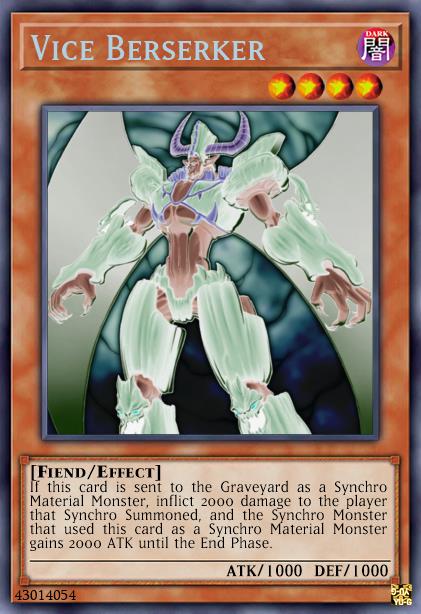 VICE BERSERKER
DARK
闇
[FIEND/EFFECT]
If this card is sent to the Graveyard as a Synchro
Material Monster, inflict 2000 damage to the player
that Synchro Summoned, and the Synchro Monster
that used this card as a Synchro Material Monster
gains 2000 ATK until the End Phase.
ATK/1000 DEF/1000
43014054